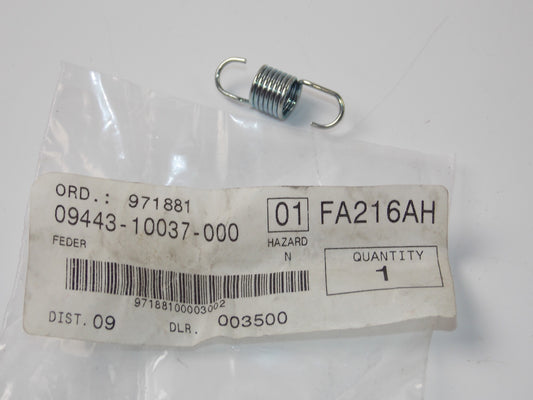 ORD.: 971881
09443-10037-000 01 FA216AH
FEDER HAZARD
N
QUANTITY
1
97188100003002
DIST. 09 DLR. 003500